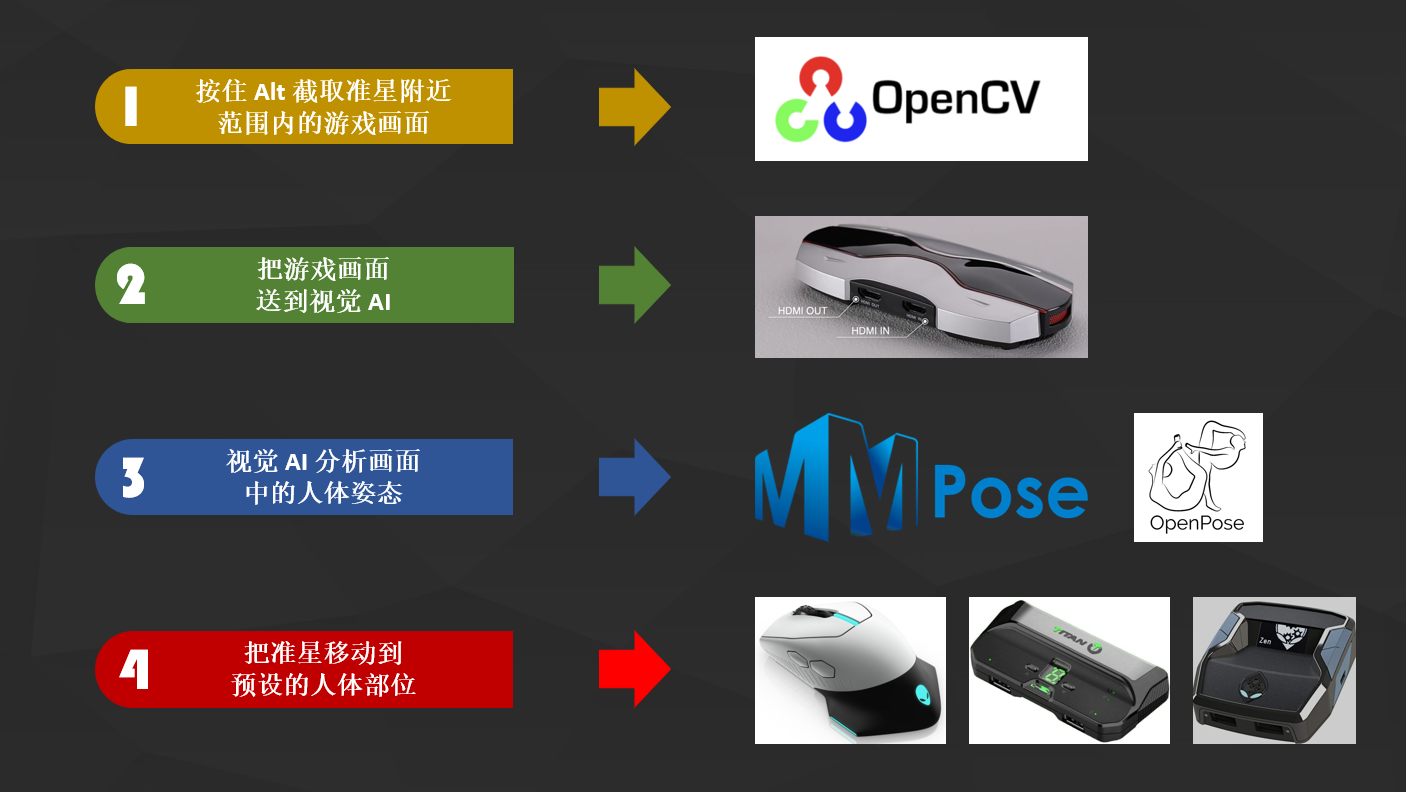 1
按住 Alt 截取准星附近
范围内的游戏画面
OpenCV
2
把游戏画面
送到视觉 AI
HDMI OUT
HDMI IN
3
视觉 AI 分析画面
中的人体姿态
MMPose
OpenPose
4
把准星移动到
预设的人体部位
TITAN
8
Zen